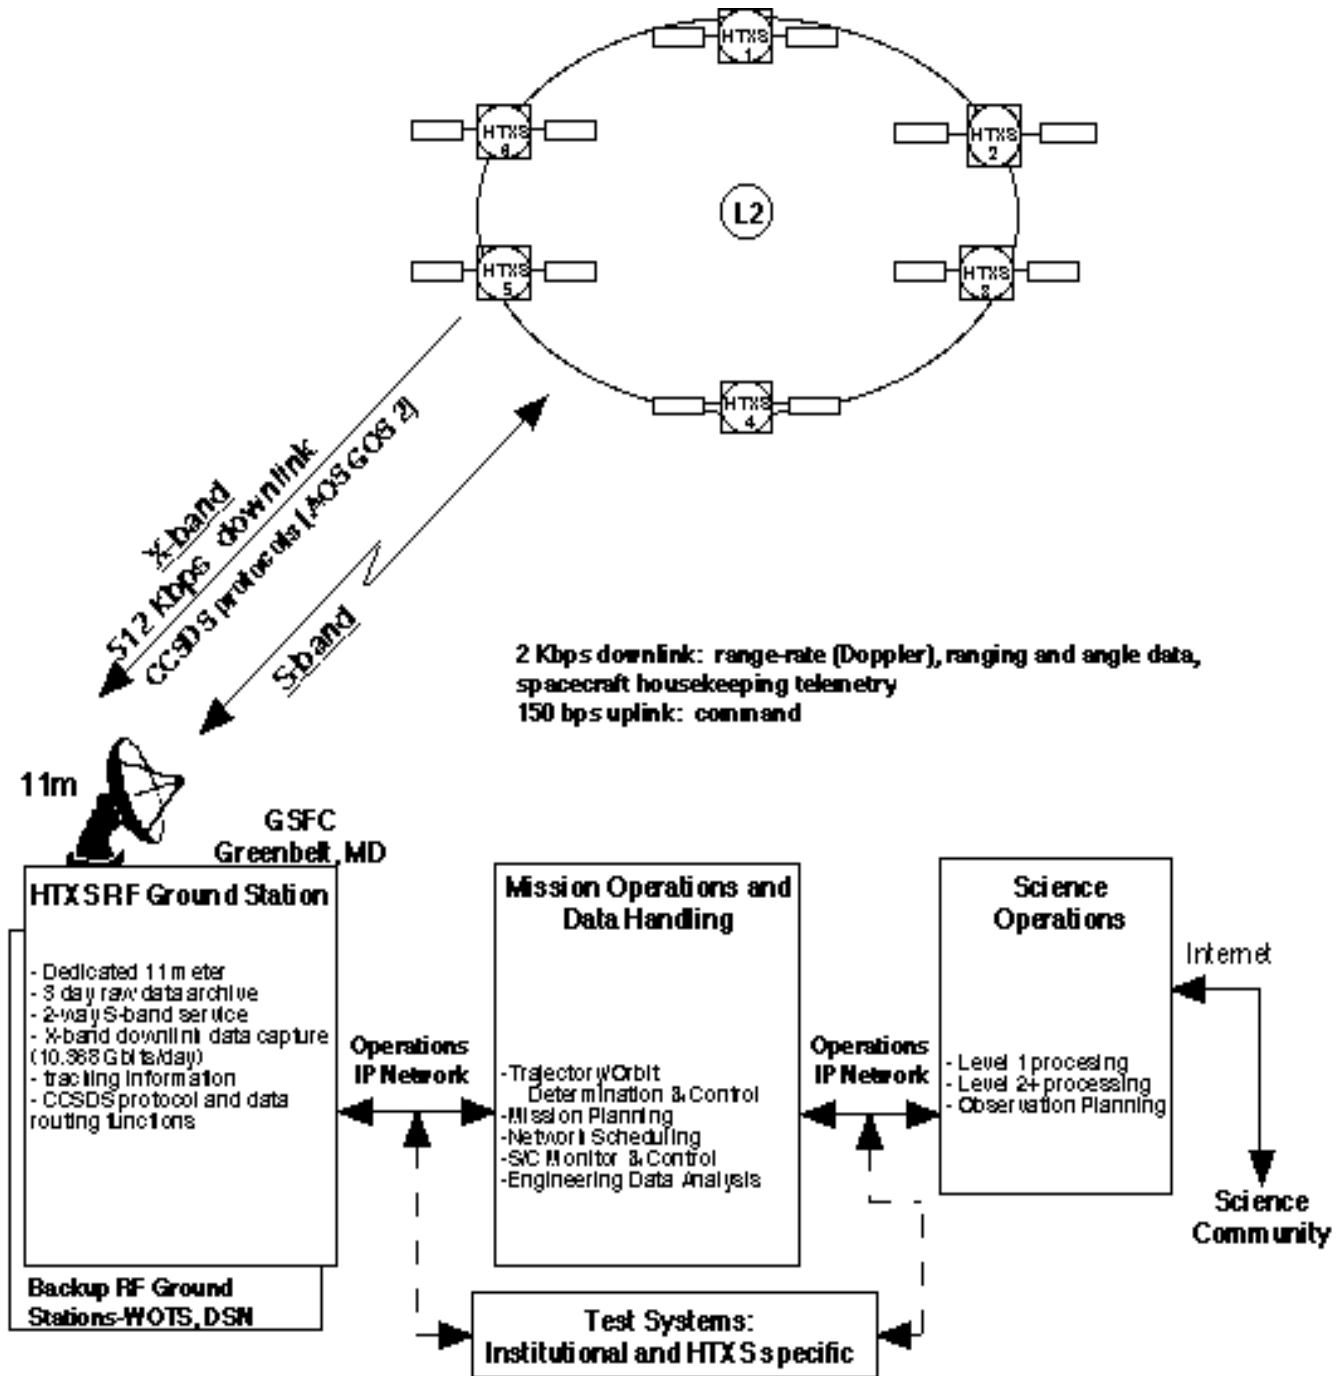 HTXS
1
HTXS
6
HTXS
2
L2
HTXS
5
HTXS
3
HTXS
4
X-band
512 Kbps downlink
CCSDS protocols (AOS GOS 2)
S-band
2 Kbps downlink: range-rate (Doppler), ranging and angle data,
spacecraft housekeeping telemetry
150 bps uplink: command
11m
GSFC
Greenbelt, MD
HTXS RF Ground Station
- Dedicated 11 meter
- 3 day raw data archive
- 2-way S-band service
- X-band downlink data capture
(10.368 Gbits/day)
- tracking information
- CCSDS protocol and data
routing functions
Backup RF Ground
Stations-WOTS, DSN
Operations
IP Network
Mission Operations and
Data Handling
-Trajectory/Orbit
Determination & Control
-Mission Planning
-Network Scheduling
-S/C Monitor & Control
-Engineering Data Analysis
Operations
IP Network
Science
Operations
- Level 1 procesing
- Level 2+ processing
- Observation Planning
Internet
Science
Community
Test Systems:
Institutional and HTXS specific